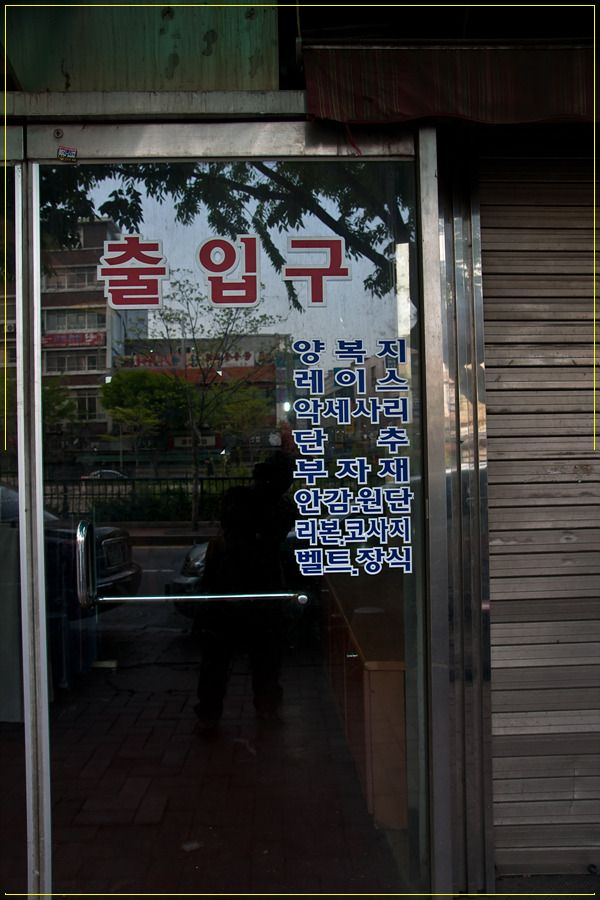 출입구
양복지
레이스
악세사리
단추
부자재
안감.원단
리본.코사지
벨트.장식